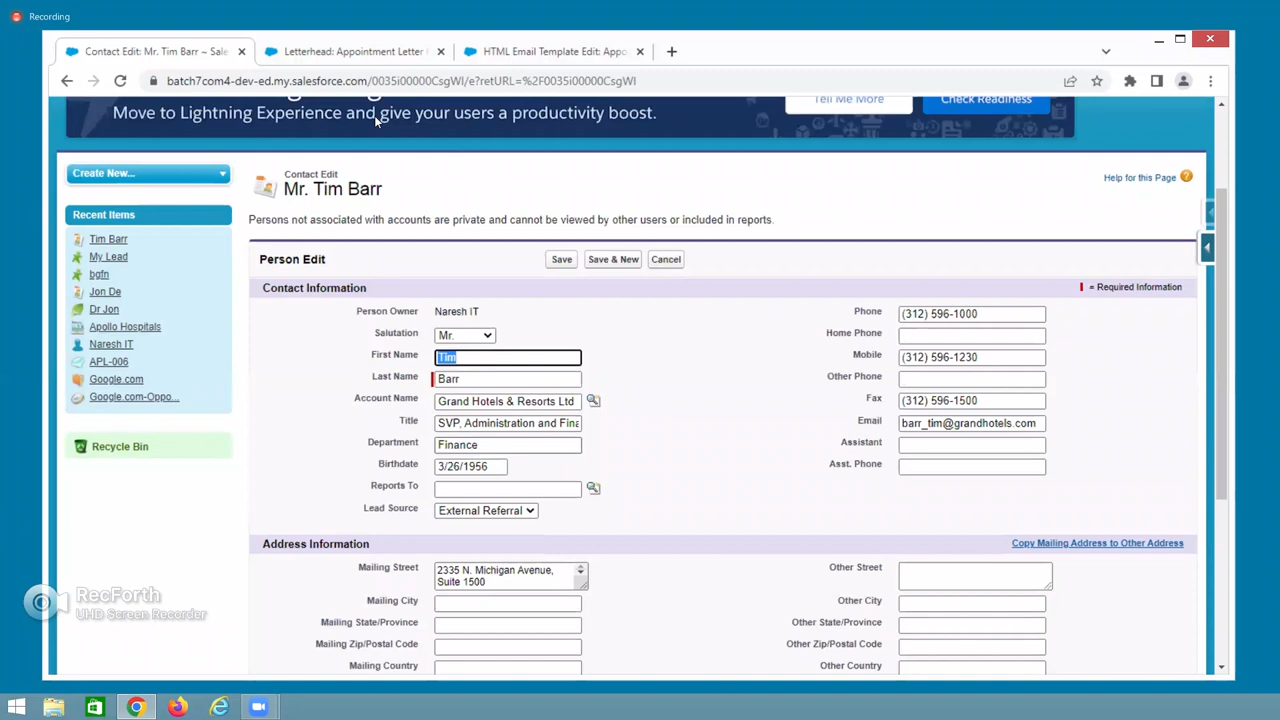 Recording
Contact Edit: Mr. Tim Barr ~ Sale
Letterhead: Appointment Letter
HTML Email Template Edit: Appo
batch7com4-dev-ed.my.salesforce.com/0035i00000CsgWI/e?retURL=%2F0035i00000CsgWI
Move to Lightning Experience and give your users a productivity boost.
Tell Me More
Check Readiness
Create New...
Contact Edit
Mr. Tim Barr
Help for this Page
Recent Items
Persons not associated with accounts are private and cannot be viewed by other users or included in reports.
Tim Barr
My Lead
bgfn
Jon De
Dr Jon
Apollo Hospitals
Naresh IT
APL-006
Google.com
Google.com-Oppo...
Recycle Bin
Person Edit
Save
Save & New
Cancel
Contact Information
= Required Information
Person Owner Naresh IT
Phone (312) 596-1000
Salutation Mr.
Home Phone
First Name Tim
Mobile (312) 596-1230
Last Name Barr
Other Phone
Account Name Grand Hotels & Resorts Ltd
Fax (312) 596-1500
Title SVP, Administration and Fina
Email barr_tim@grandhotels.com
Department Finance
Assistant
Birthdate 3/26/1956
Asst. Phone
Reports To
Lead Source External Referral
Address Information
Copy Mailing Address to Other Address
Mailing Street 2335 N. Michigan Avenue,
Suite 1500
Other Street
Mailing City
Other City
Mailing State/Province
Other State/Province
Mailing Zip/Postal Code
Other Zip/Postal Code
Mailing Country
Other Country
RecForth
UHD Screen Recorder